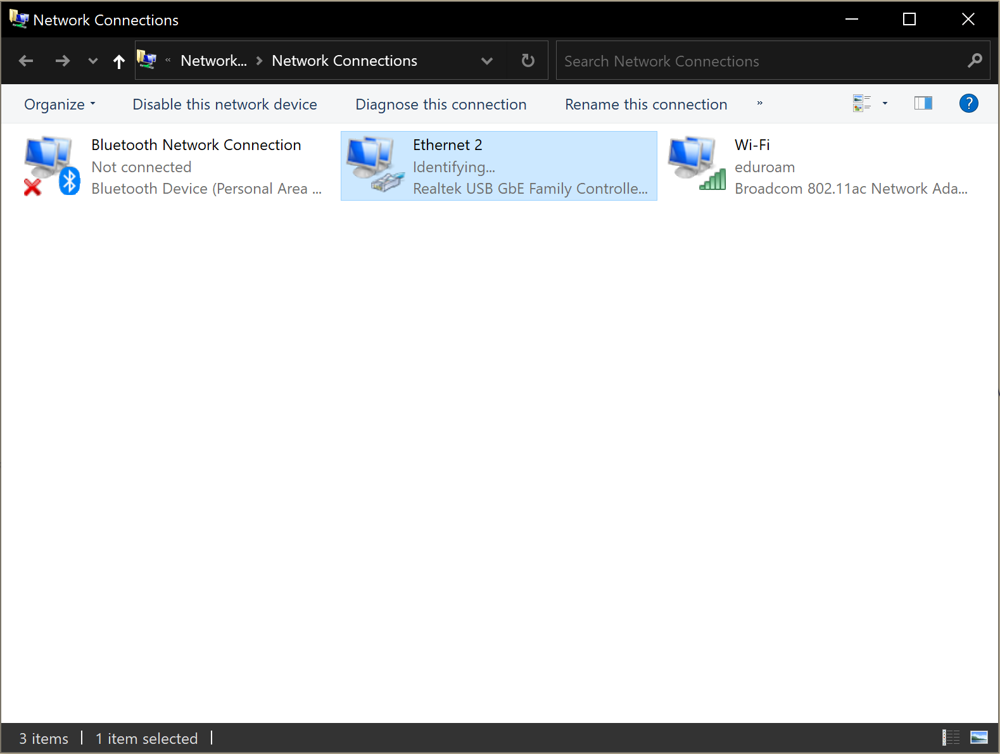 Network Connections
« Network... > Network Connections
Search Network Connections
Organize Disable this network device Diagnose this connection Rename this connection » ?
Bluetooth Network Connection
Not connected
Bluetooth Device (Personal Area ...
Ethernet 2
Identifying...
Realtek USB GbE Family Controlle...
Wi-Fi
eduroam
Broadcom 802.11ac Network Ada...
3 items 1 item selected